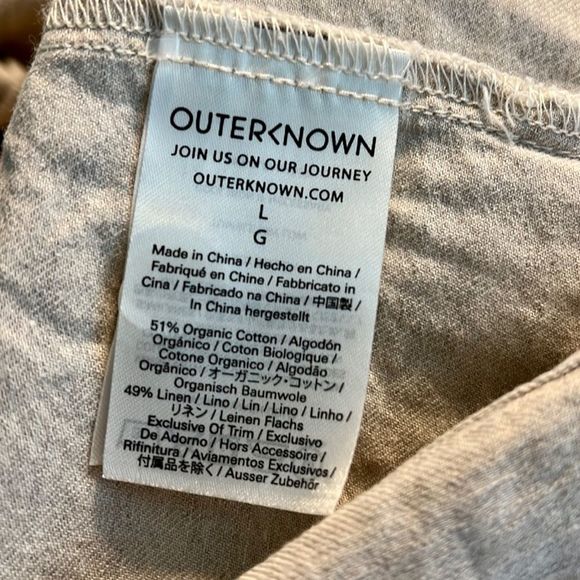 OUTERKNOWN
JOIN US ON OUR JOURNEY
OUTERKNOWN.COM
L
G
Made in China / Hecho en China /
Fabriqué en Chine / Fabbricato in
Cina / Fabricado na China / 中国製 /
In China hergestellt
51% Organic Cotton / Algodón
Orgánico / Coton Biologique /
Cotone Organico / Algodão
Orgânico / オーガニック・コットン /
Organisch Baumwole
49% Linen / Lino / Lin / Lino / Linho /
リネン / Leinen Flachs
Exclusive Of Trim / Exclusivo
De Adorno / Hors Accessoire /
Rifinitura / Aviamentos Exclusivos /
付属品を除く / Ausser Zubehör